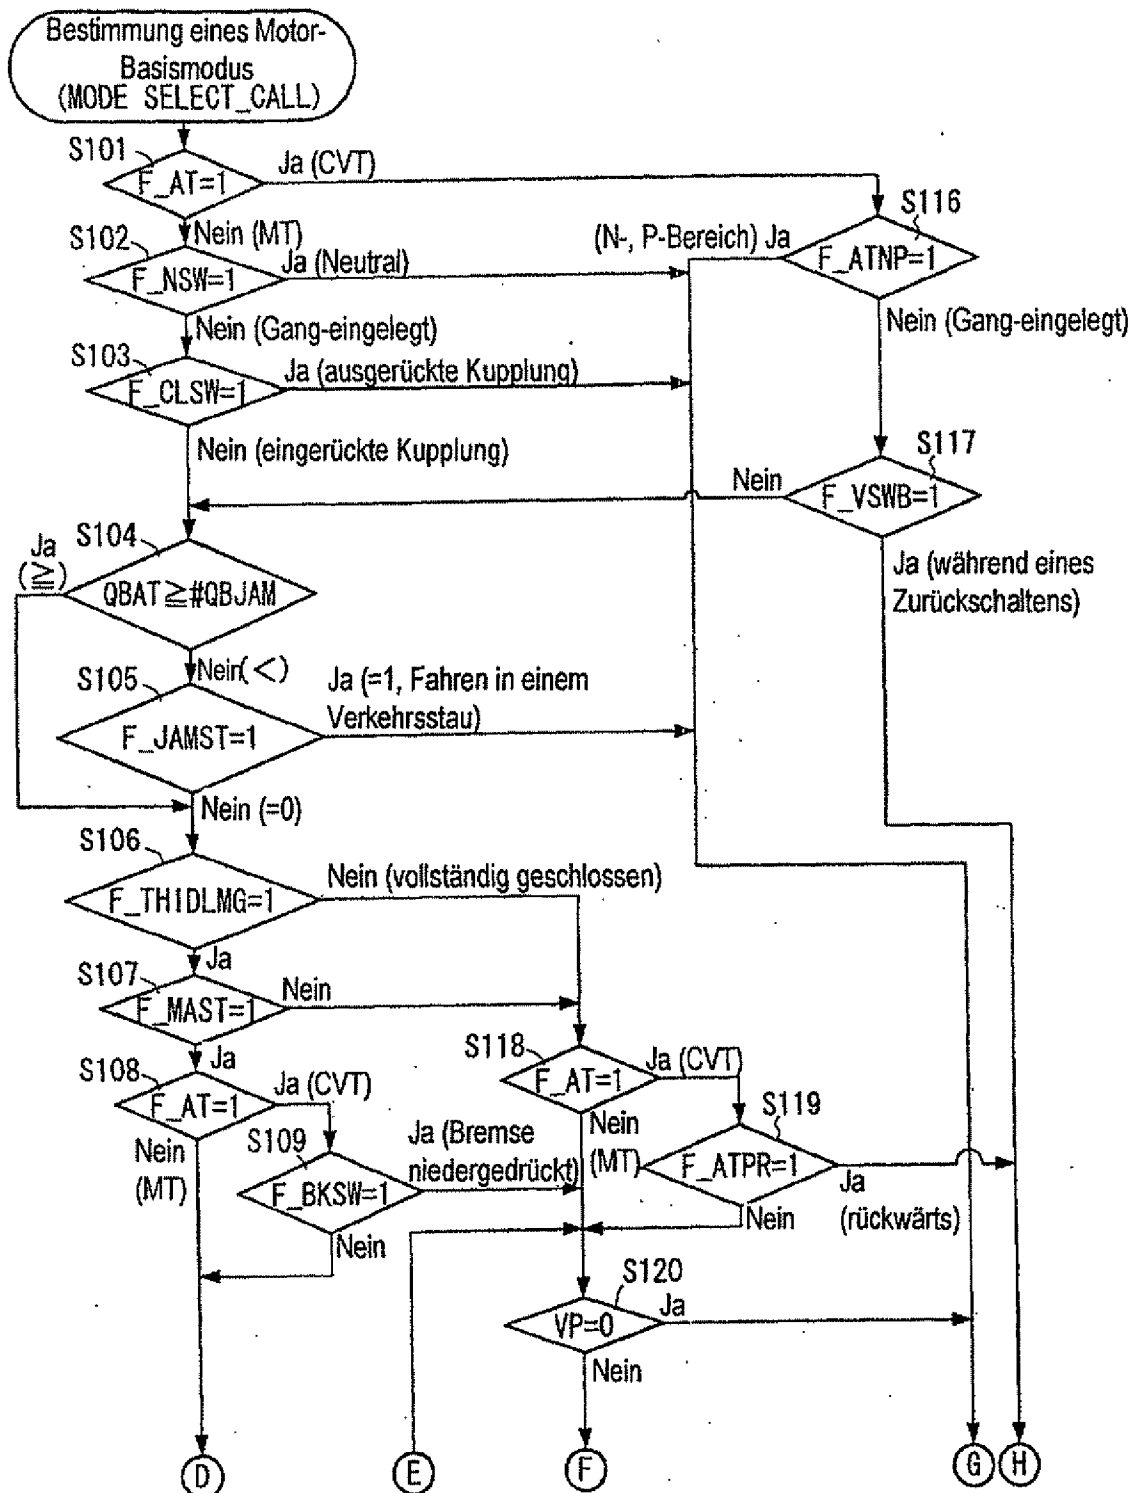 Bestimmung eines Motor-
Basismodus
(MODE SELECT_CALL)
S101
F_AT=1
Ja (CVT)
Nein (MT)
S102
F_NSW=1
Ja (Neutral)
Nein (Gang-eingelegt)
S103
F_CLSW=1
Ja (ausgerückte Kupplung)
Nein (eingerückte Kupplung)
S116
(N-, P-Bereich) Ja
F_ATNP=1
Nein (Gang-eingelegt)
S117
Nein
F_VSWB=1
Ja (während eines
Zurückschaltens)
S104
Ja
(≧)
QBAT≧#QBJAM
Nein(<)
S105
F_JAMST=1
Ja (=1, Fahren in einem
Verkehrsstau)
Nein (=0)
S106
F_THIDLMG=1
Nein (vollständig geschlossen)
Ja
S107
F_MAST=1
Nein
Ja
S108
F_AT=1
Ja (CVT)
Nein
(MT)
S109
F_BKSW=1
Ja (Bremse
niedergedrückt)
Nein
S118
F_AT=1
Ja (CVT)
Nein
(MT)
S119
F_ATPR=1
Ja
(rückwärts)
Nein
S120
VP=0
Ja
Nein
D
E
F
G
H